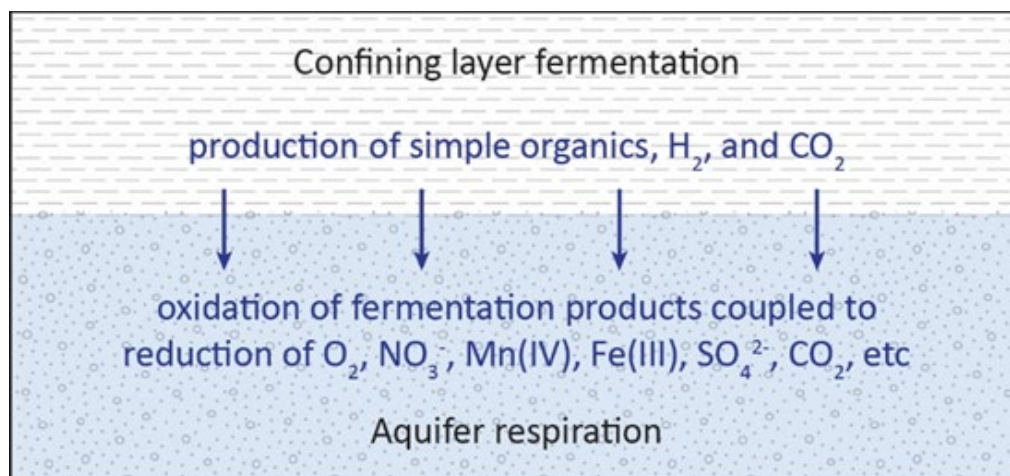 Confining layer fermentation
production of simple organics, H₂, and CO₂
oxidation of fermentation products coupled to
reduction of O₂, NO₃⁻, Mn(IV), Fe(III), SO₄²⁻, CO₂, etc
Aquifer respiration